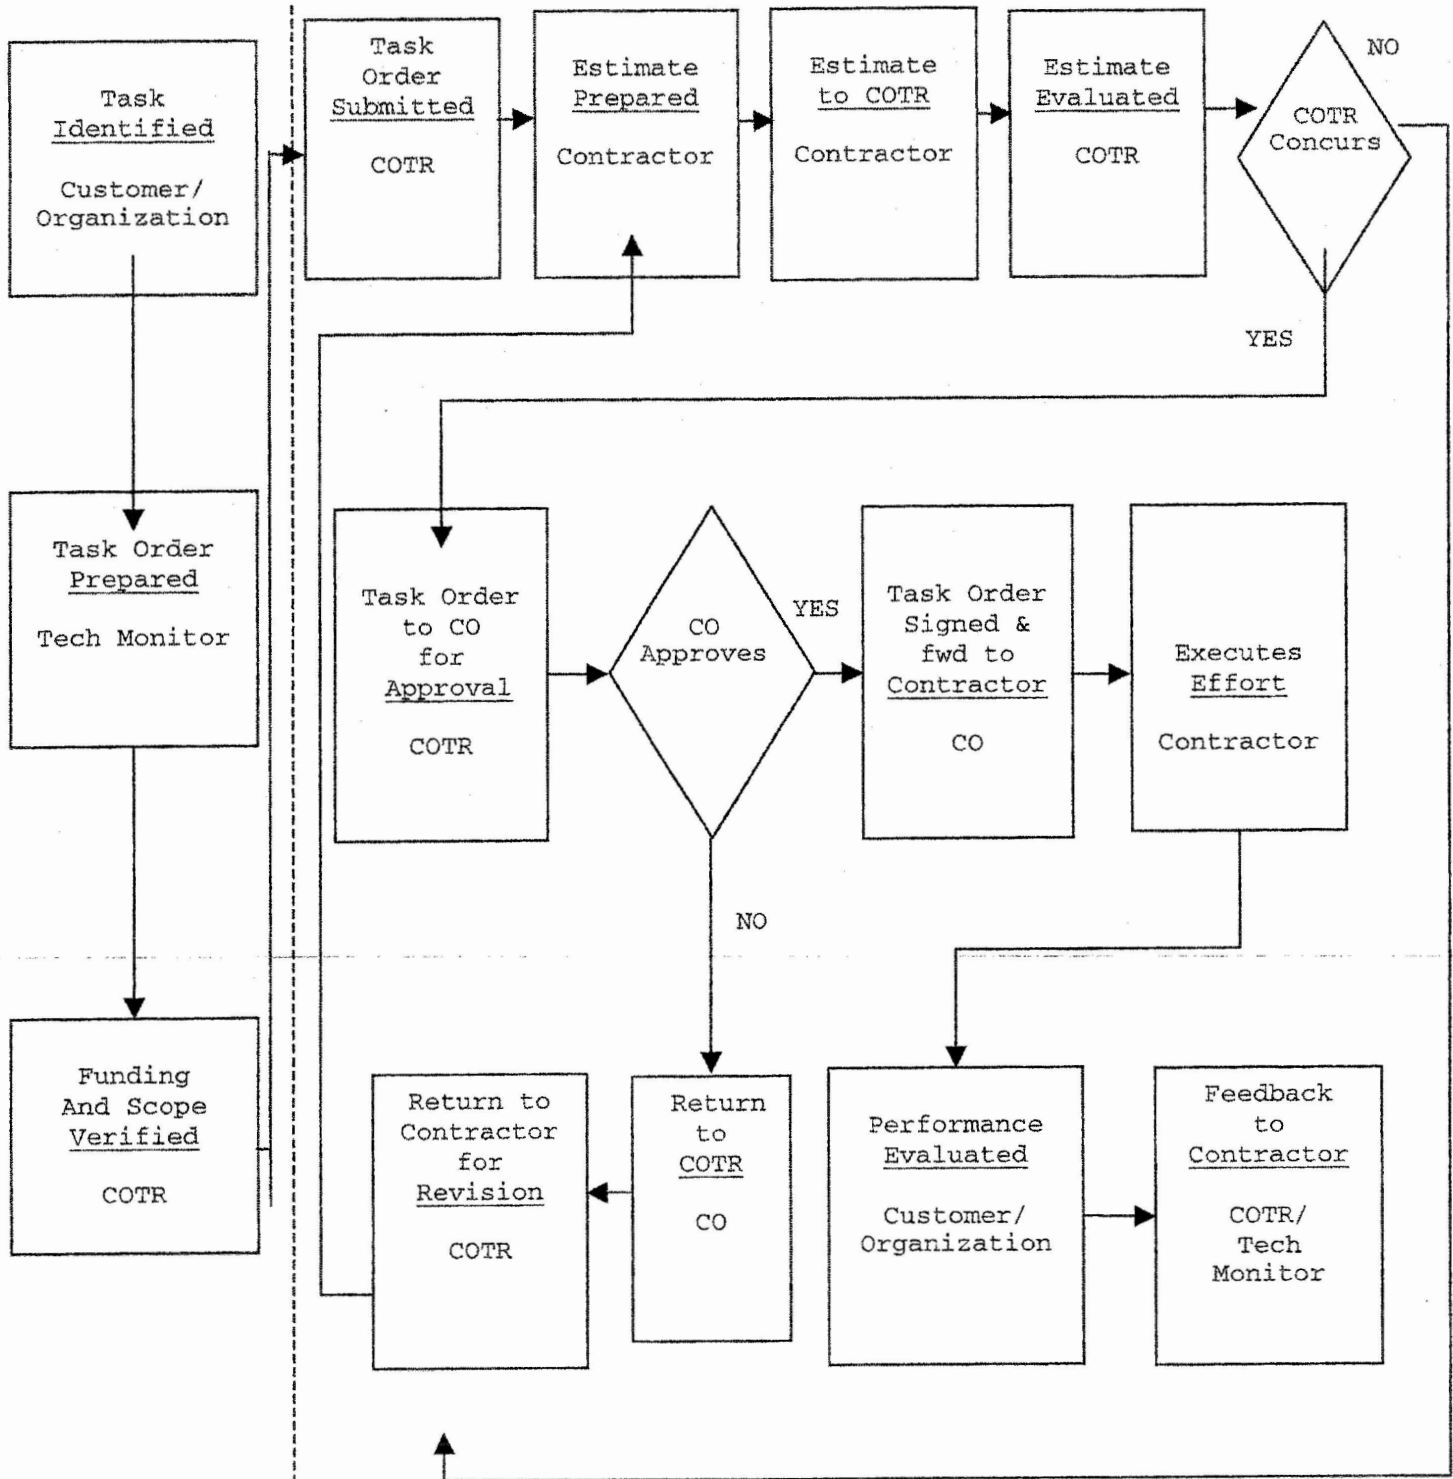 Task
Identified
Customer/
Organization
Task
Order
Submitted
COTR
Estimate
Prepared
Contractor
Estimate
to COTR
Contractor
Estimate
Evaluated
COTR
COTR
Concurs
NO
YES
Task Order
Prepared
Tech Monitor
Task Order
to CO
for
Approval
COTR
CO
Approves
YES
NO
Task Order
Signed &
fwd to
Contractor
CO
Executes
Effort
Contractor
Funding
And Scope
Verified
COTR
Return to
Contractor
for
Revision
COTR
Return
to
COTR
CO
Performance
Evaluated
Customer/
Organization
Feedback
to
Contractor
COTR/
Tech
Monitor